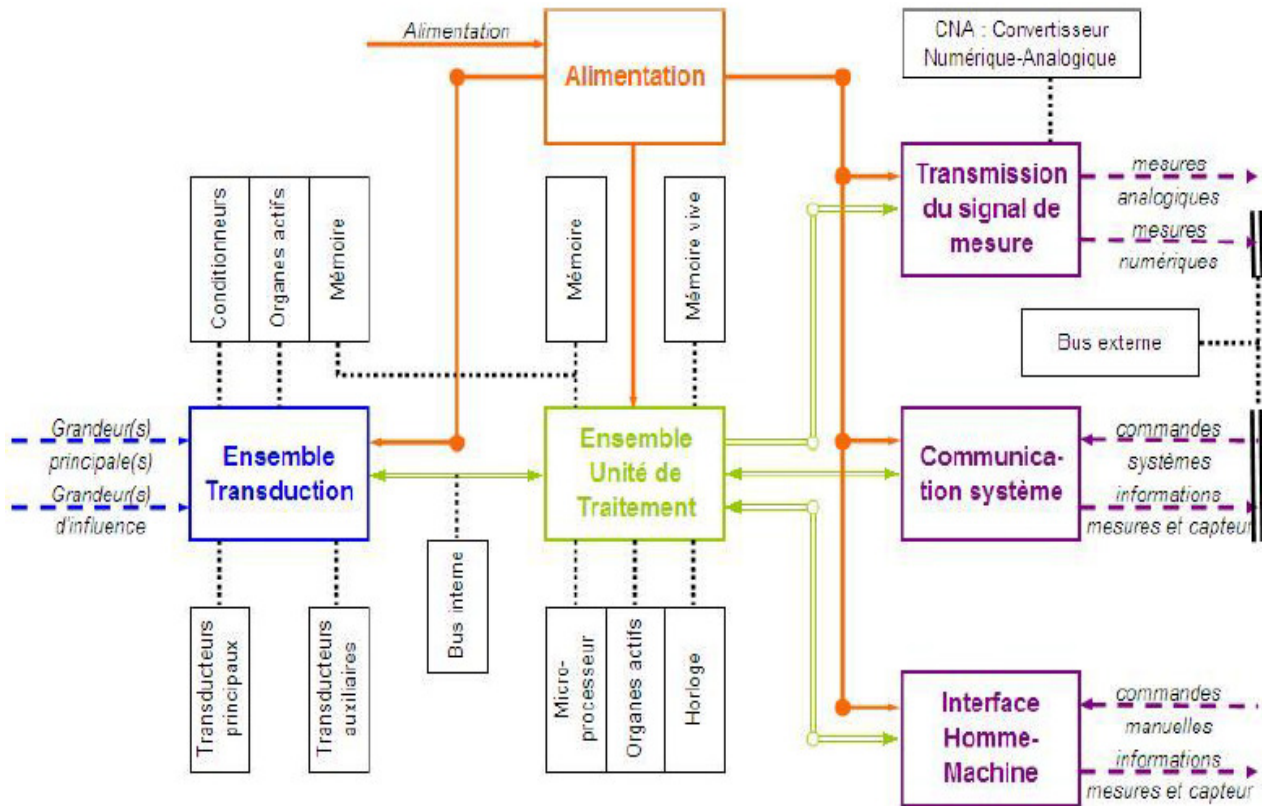 Alimentation
Alimentation
CNA : Convertisseur
Numérique-Analogique
Conditionneurs
Organes actifs
Mémoire
Mémoire
Mémoire vive
Transmission
du signal de
mesure
mesures
analogiques
mesures
numériques
Bus externe
Grandeur(s)
principale(s)
Grandeur(s)
d'influence
Ensemble
Transduction
Ensemble
Unité de
Traitement
Communica-
tion système
commandes
systèmes
informations
mesures et capteur
Transducteurs
principaux
Transducteurs
auxiliaires
Bus interne
Micro-
processeur
Organes actifs
Horloge
Interface
Homme-
Machine
commandes
manuelles
informations
mesures et capteur